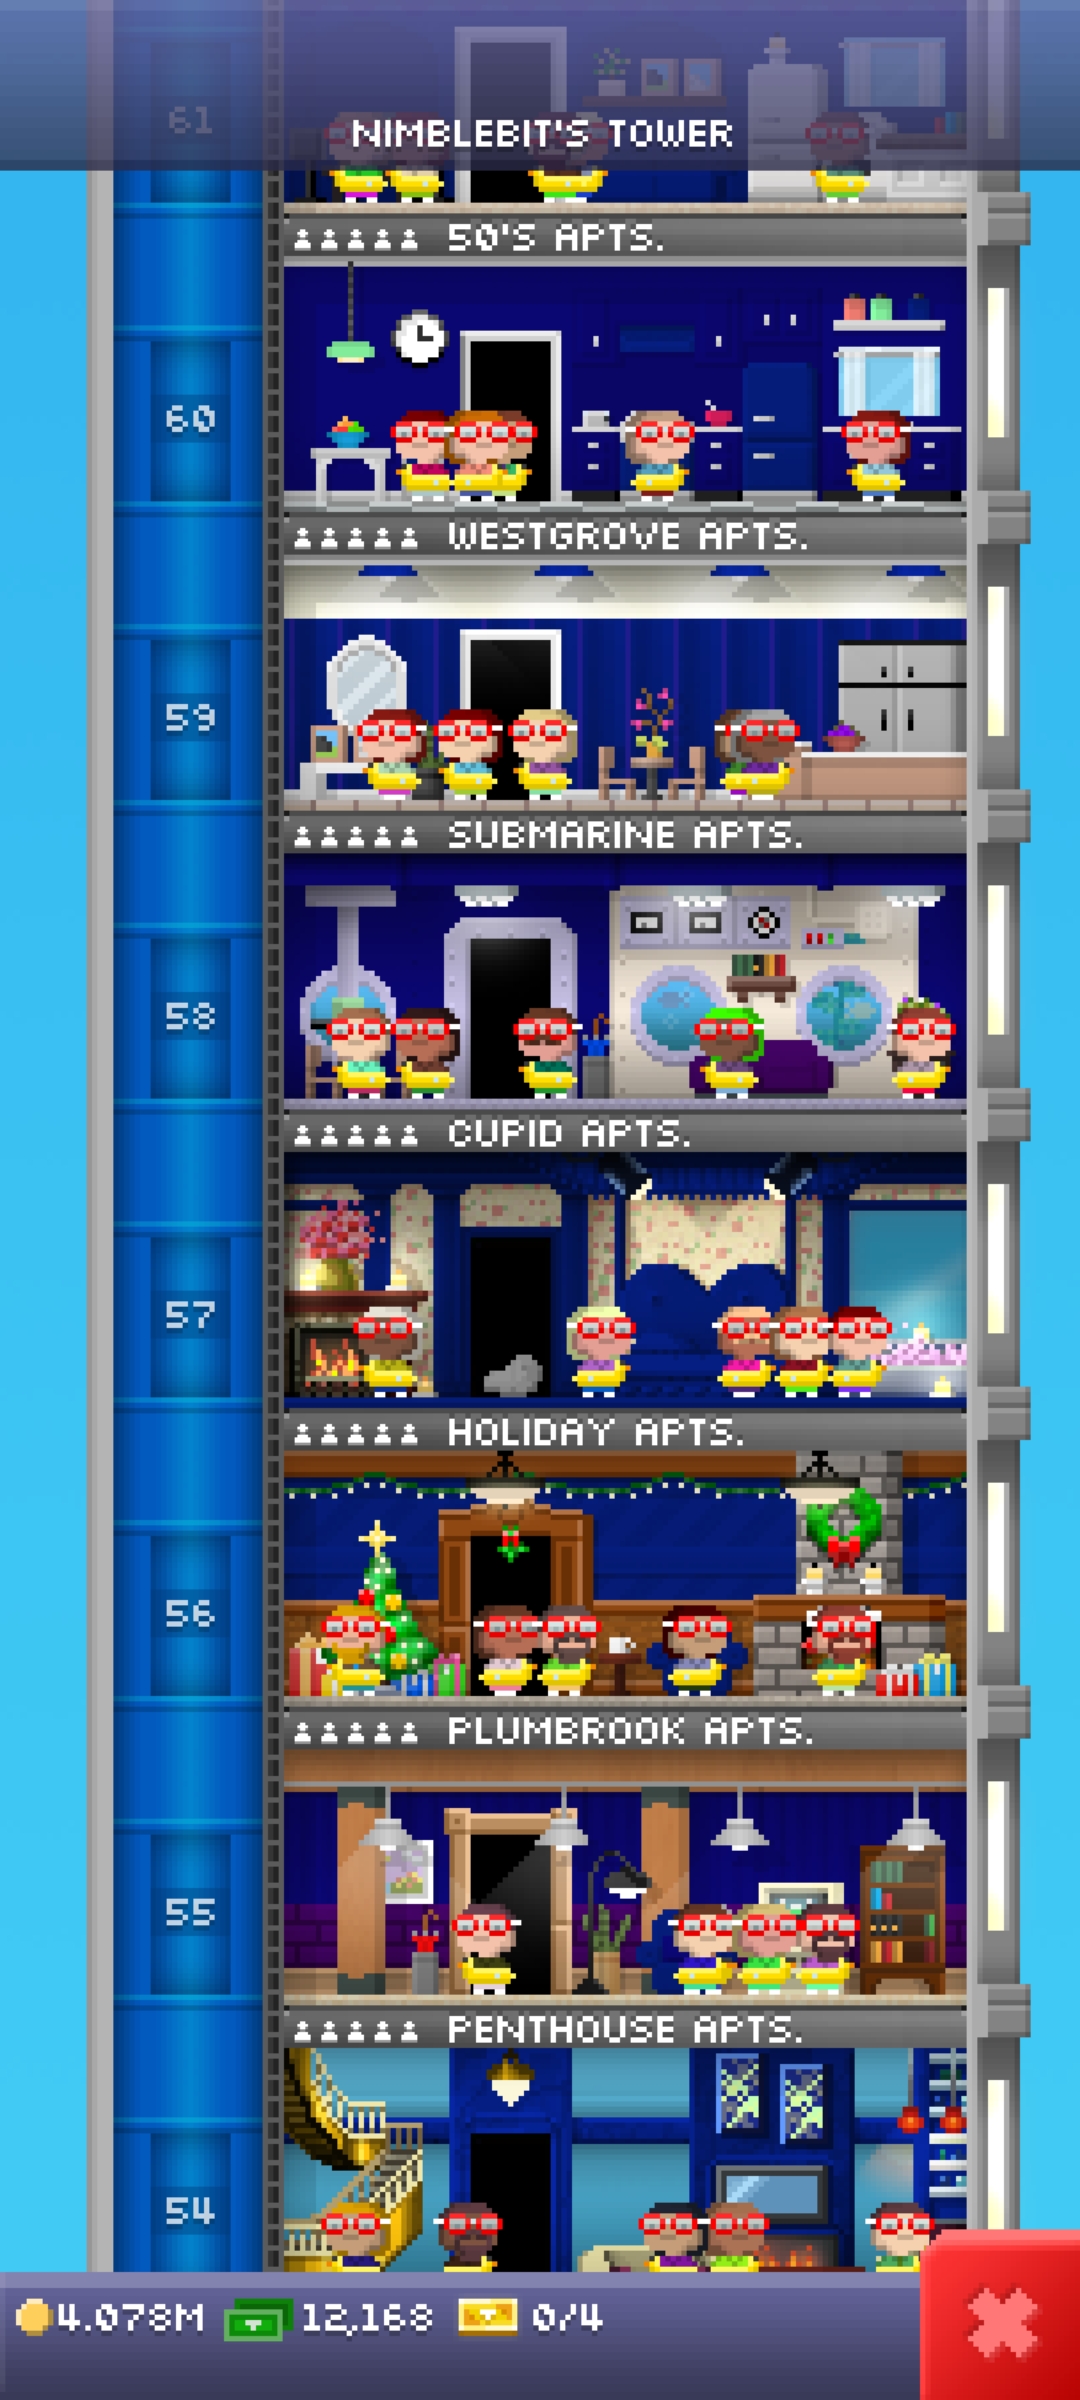 61
NIMBLEBIT'S TOWER
50'S APTS.
60
WESTGROVE APTS.
59
SUBMARINE APTS.
58
CUPID APTS.
57
HOLIDAY APTS.
56
PLUMBROOK APTS.
55
PENTHOUSE APTS.
54
4.078M 12,168 0/4